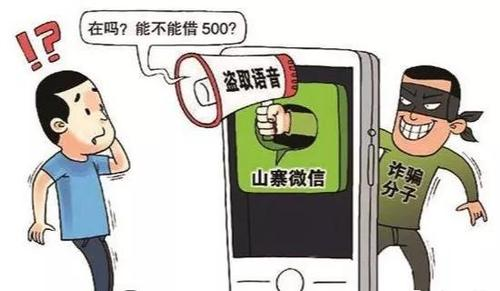 !?
在吗？能不能借500？
盗取语音
山寨微信
诈骗
分子